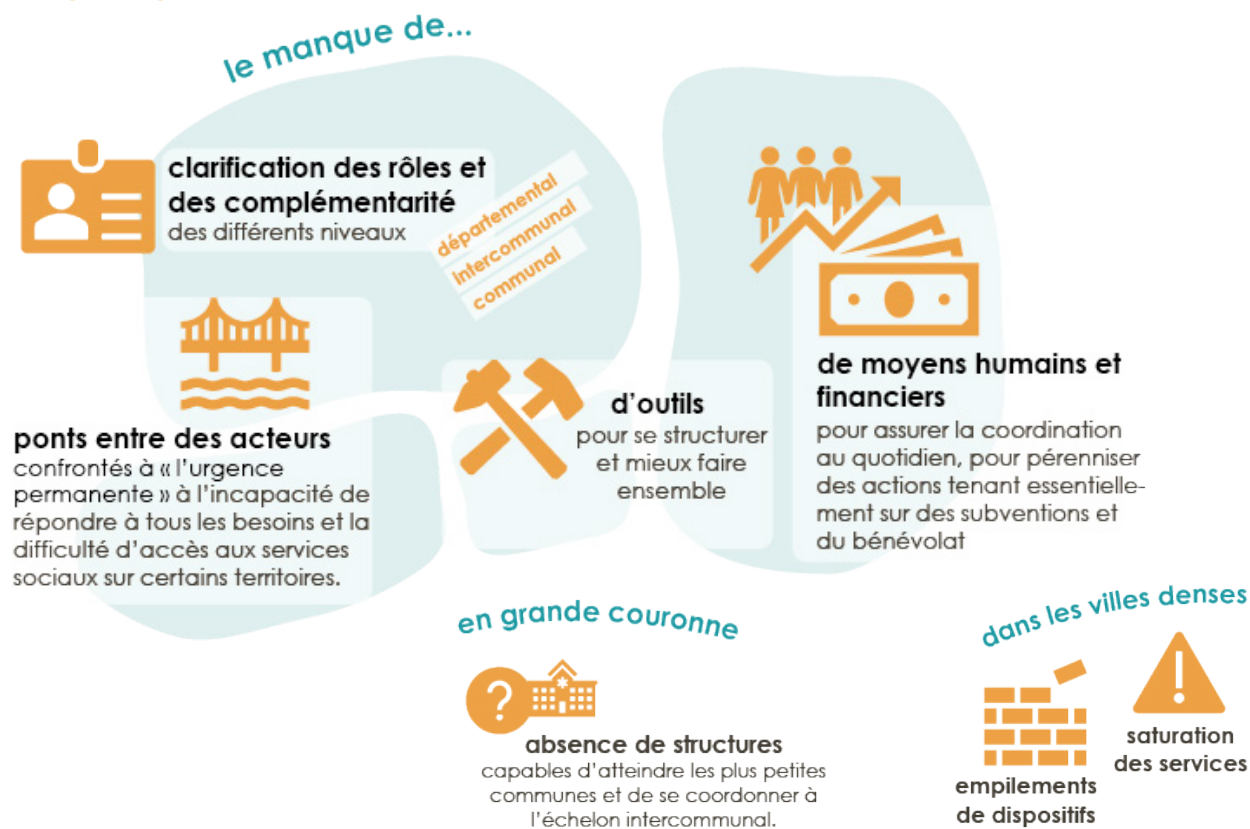 le manque de...
clarification des rôles et
des complémentarité
des différents niveaux
départemental
intercommunal
communal
ponts entre des acteurs
confrontés à « l'urgence
permanente » à l'incapacité de
répondre à tous les besoins et la
difficulté d'accès aux services
sociaux sur certains territoires.
d'outils
pour se structurer
et mieux faire
ensemble
de moyens humains et
financiers
pour assurer la coordination
au quotidien, pour pérenniser
des actions tenant essentielle-
ment sur des subventions et
du bénévolat
en grande couronne
?
absence de structures
capables d'atteindre les plus petites
communes et de se coordonner à
l'échelon intercommunal.
dans les villes denses
!
empilements
de dispositifs
saturation
des services